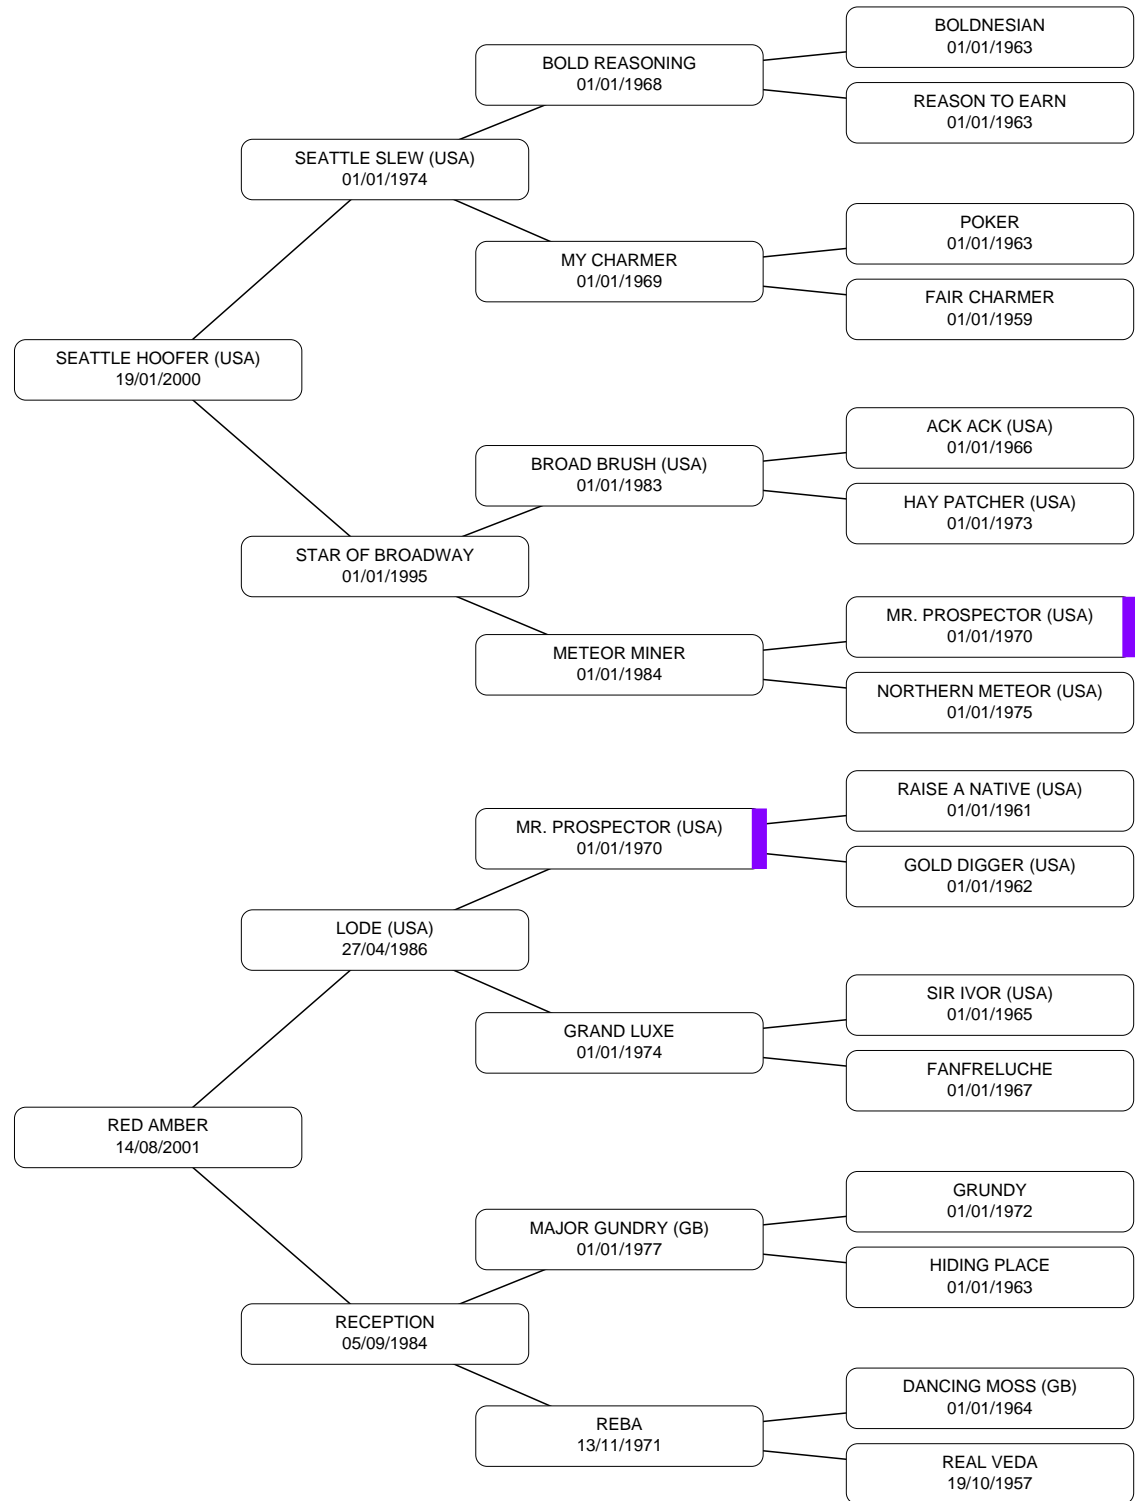 BOLDNESIAN
01/01/1963
BOLD REASONING
01/01/1968
REASON TO EARN
01/01/1963
SEATTLE SLEW (USA)
01/01/1974
POKER
01/01/1963
MY CHARMER
01/01/1969
FAIR CHARMER
01/01/1959
SEATTLE HOOFER (USA)
19/01/2000
ACK ACK (USA)
01/01/1966
BROAD BRUSH (USA)
01/01/1983
HAY PATCHER (USA)
01/01/1973
STAR OF BROADWAY
01/01/1995
MR. PROSPECTOR (USA)
01/01/1970
METEOR MINER
01/01/1984
NORTHERN METEOR (USA)
01/01/1975
RAISE A NATIVE (USA)
01/01/1961
MR. PROSPECTOR (USA)
01/01/1970
GOLD DIGGER (USA)
01/01/1962
LODE (USA)
27/04/1986
SIR IVOR (USA)
01/01/1965
GRAND LUXE
01/01/1974
FANFRELUCHE
01/01/1967
RED AMBER
14/08/2001
GRUNDY
01/01/1972
MAJOR GUNDRY (GB)
01/01/1977
HIDING PLACE
01/01/1963
RECEPTION
05/09/1984
DANCING MOSS (GB)
01/01/1964
REBA
13/11/1971
REAL VEDA
19/10/1957